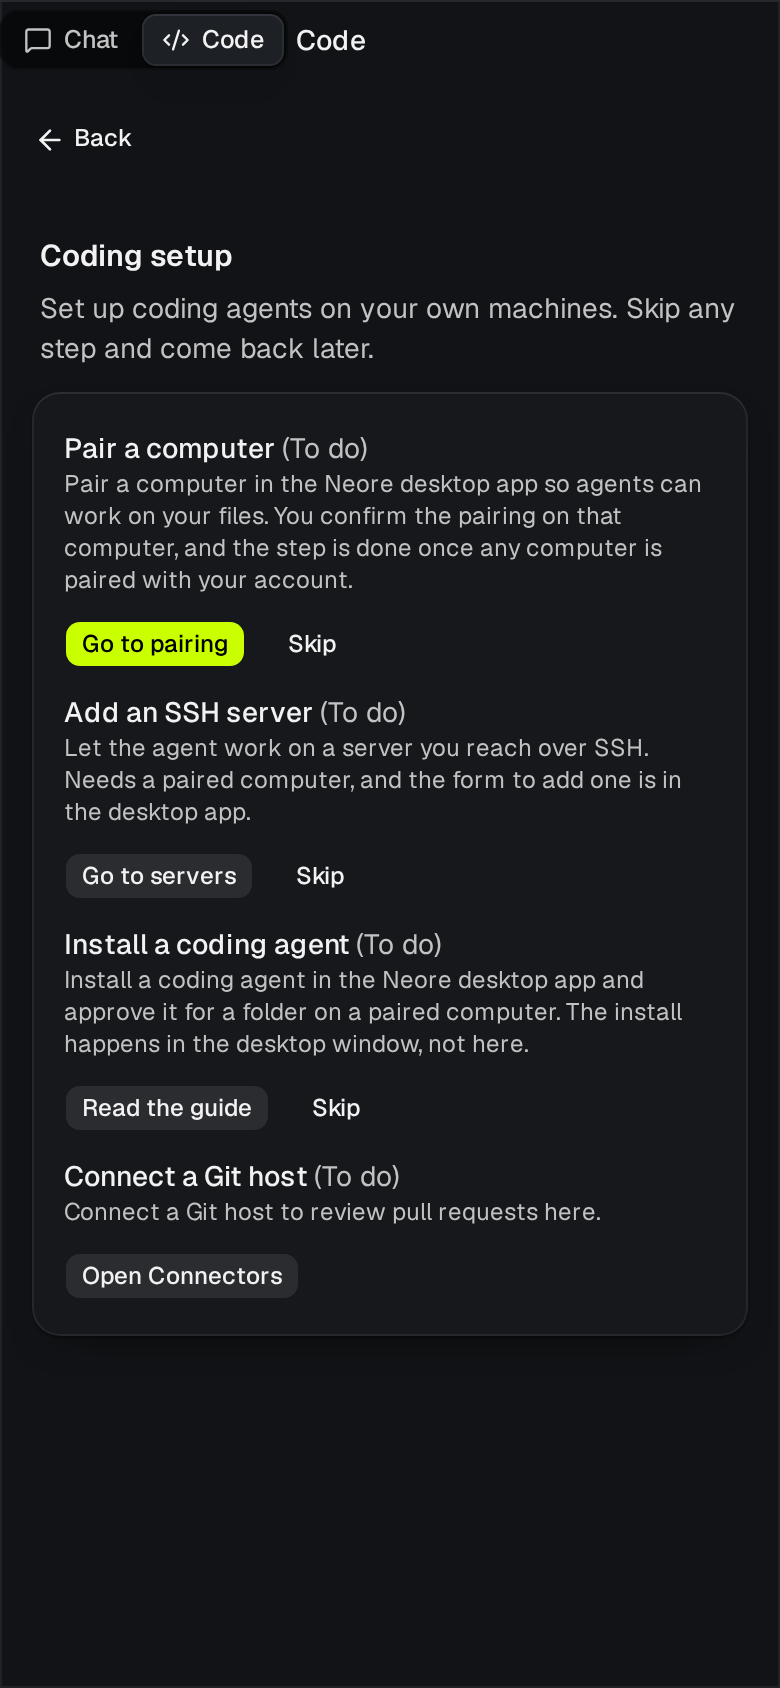 Chat
Code
Code
Back
Coding setup
Set up coding agents on your own machines. Skip any
step and come back later.
Pair a computer (To do)
Pair a computer in the Neore desktop app so agents can
work on your files. You confirm the pairing on that
computer, and the step is done once any computer is
paired with your account.
Go to pairing
Skip
Add an SSH server (To do)
Let the agent work on a server you reach over SSH.
Needs a paired computer, and the form to add one is in
the desktop app.
Go to servers
Skip
Install a coding agent (To do)
Install a coding agent in the Neore desktop app and
approve it for a folder on a paired computer. The install
happens in the desktop window, not here.
Read the guide
Skip
Connect a Git host (To do)
Connect a Git host to review pull requests here.
Open Connectors